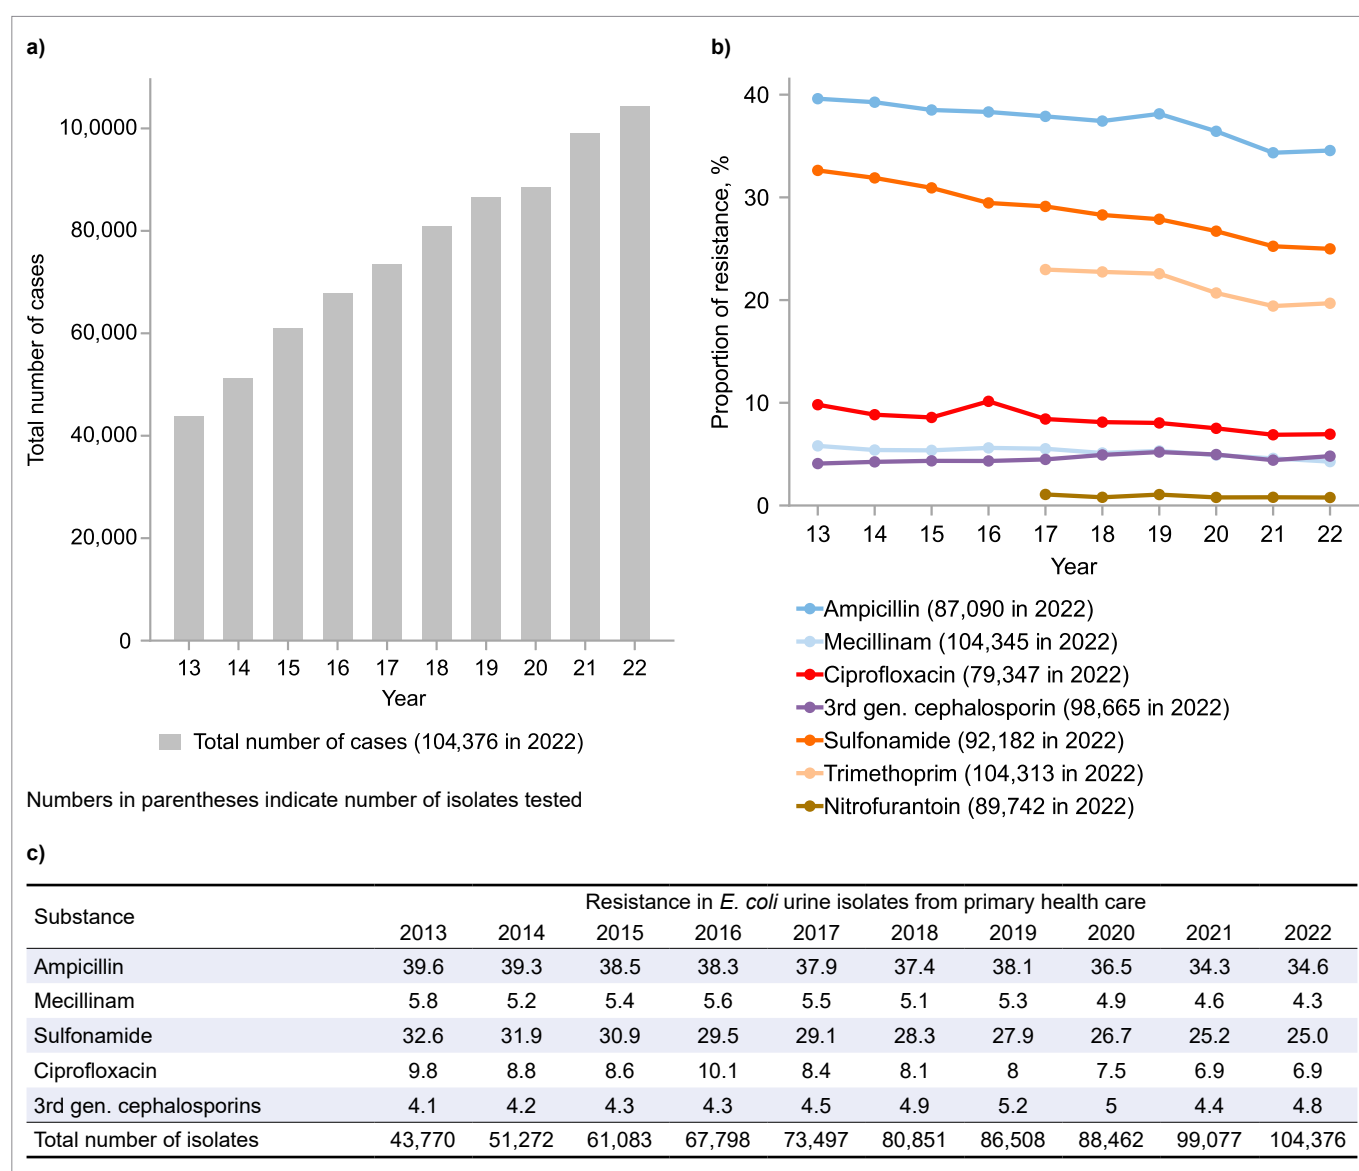 a)
Total number of cases
10,0000
80,000
60,000
40,000
20,000
0
13 14 15 16 17 18 19 20 21 22
Year
Total number of cases (104,376 in 2022)
Numbers in parentheses indicate number of isolates tested
b)
Proportion of resistance, %
40
30
20
10
0
13 14 15 16 17 18 19 20 21 22
Year
Ampicillin (87,090 in 2022)
Mecillinam (104,345 in 2022)
Ciprofloxacin (79,347 in 2022)
3rd gen. cephalosporin (98,665 in 2022)
Sulfonamide (92,182 in 2022)
Trimethoprim (104,313 in 2022)
Nitrofurantoin (89,742 in 2022)
c)
Substance
Resistance in E. coli urine isolates from primary health care
2013 2014 2015 2016 2017 2018 2019 2020 2021 2022
Ampicillin 39.6 39.3 38.5 38.3 37.9 37.4 38.1 36.5 34.3 34.6
Mecillinam 5.8 5.2 5.4 5.6 5.5 5.1 5.3 4.9 4.6 4.3
Sulfonamide 32.6 31.9 30.9 29.5 29.1 28.3 27.9 26.7 25.2 25.0
Ciprofloxacin 9.8 8.8 8.6 10.1 8.4 8.1 8 7.5 6.9 6.9
3rd gen. cephalosporins 4.1 4.2 4.3 4.3 4.5 4.9 5.2 5 4.4 4.8
Total number of isolates 43,770 51,272 61,083 67,798 73,497 80,851 86,508 88,462 99,077 104,376